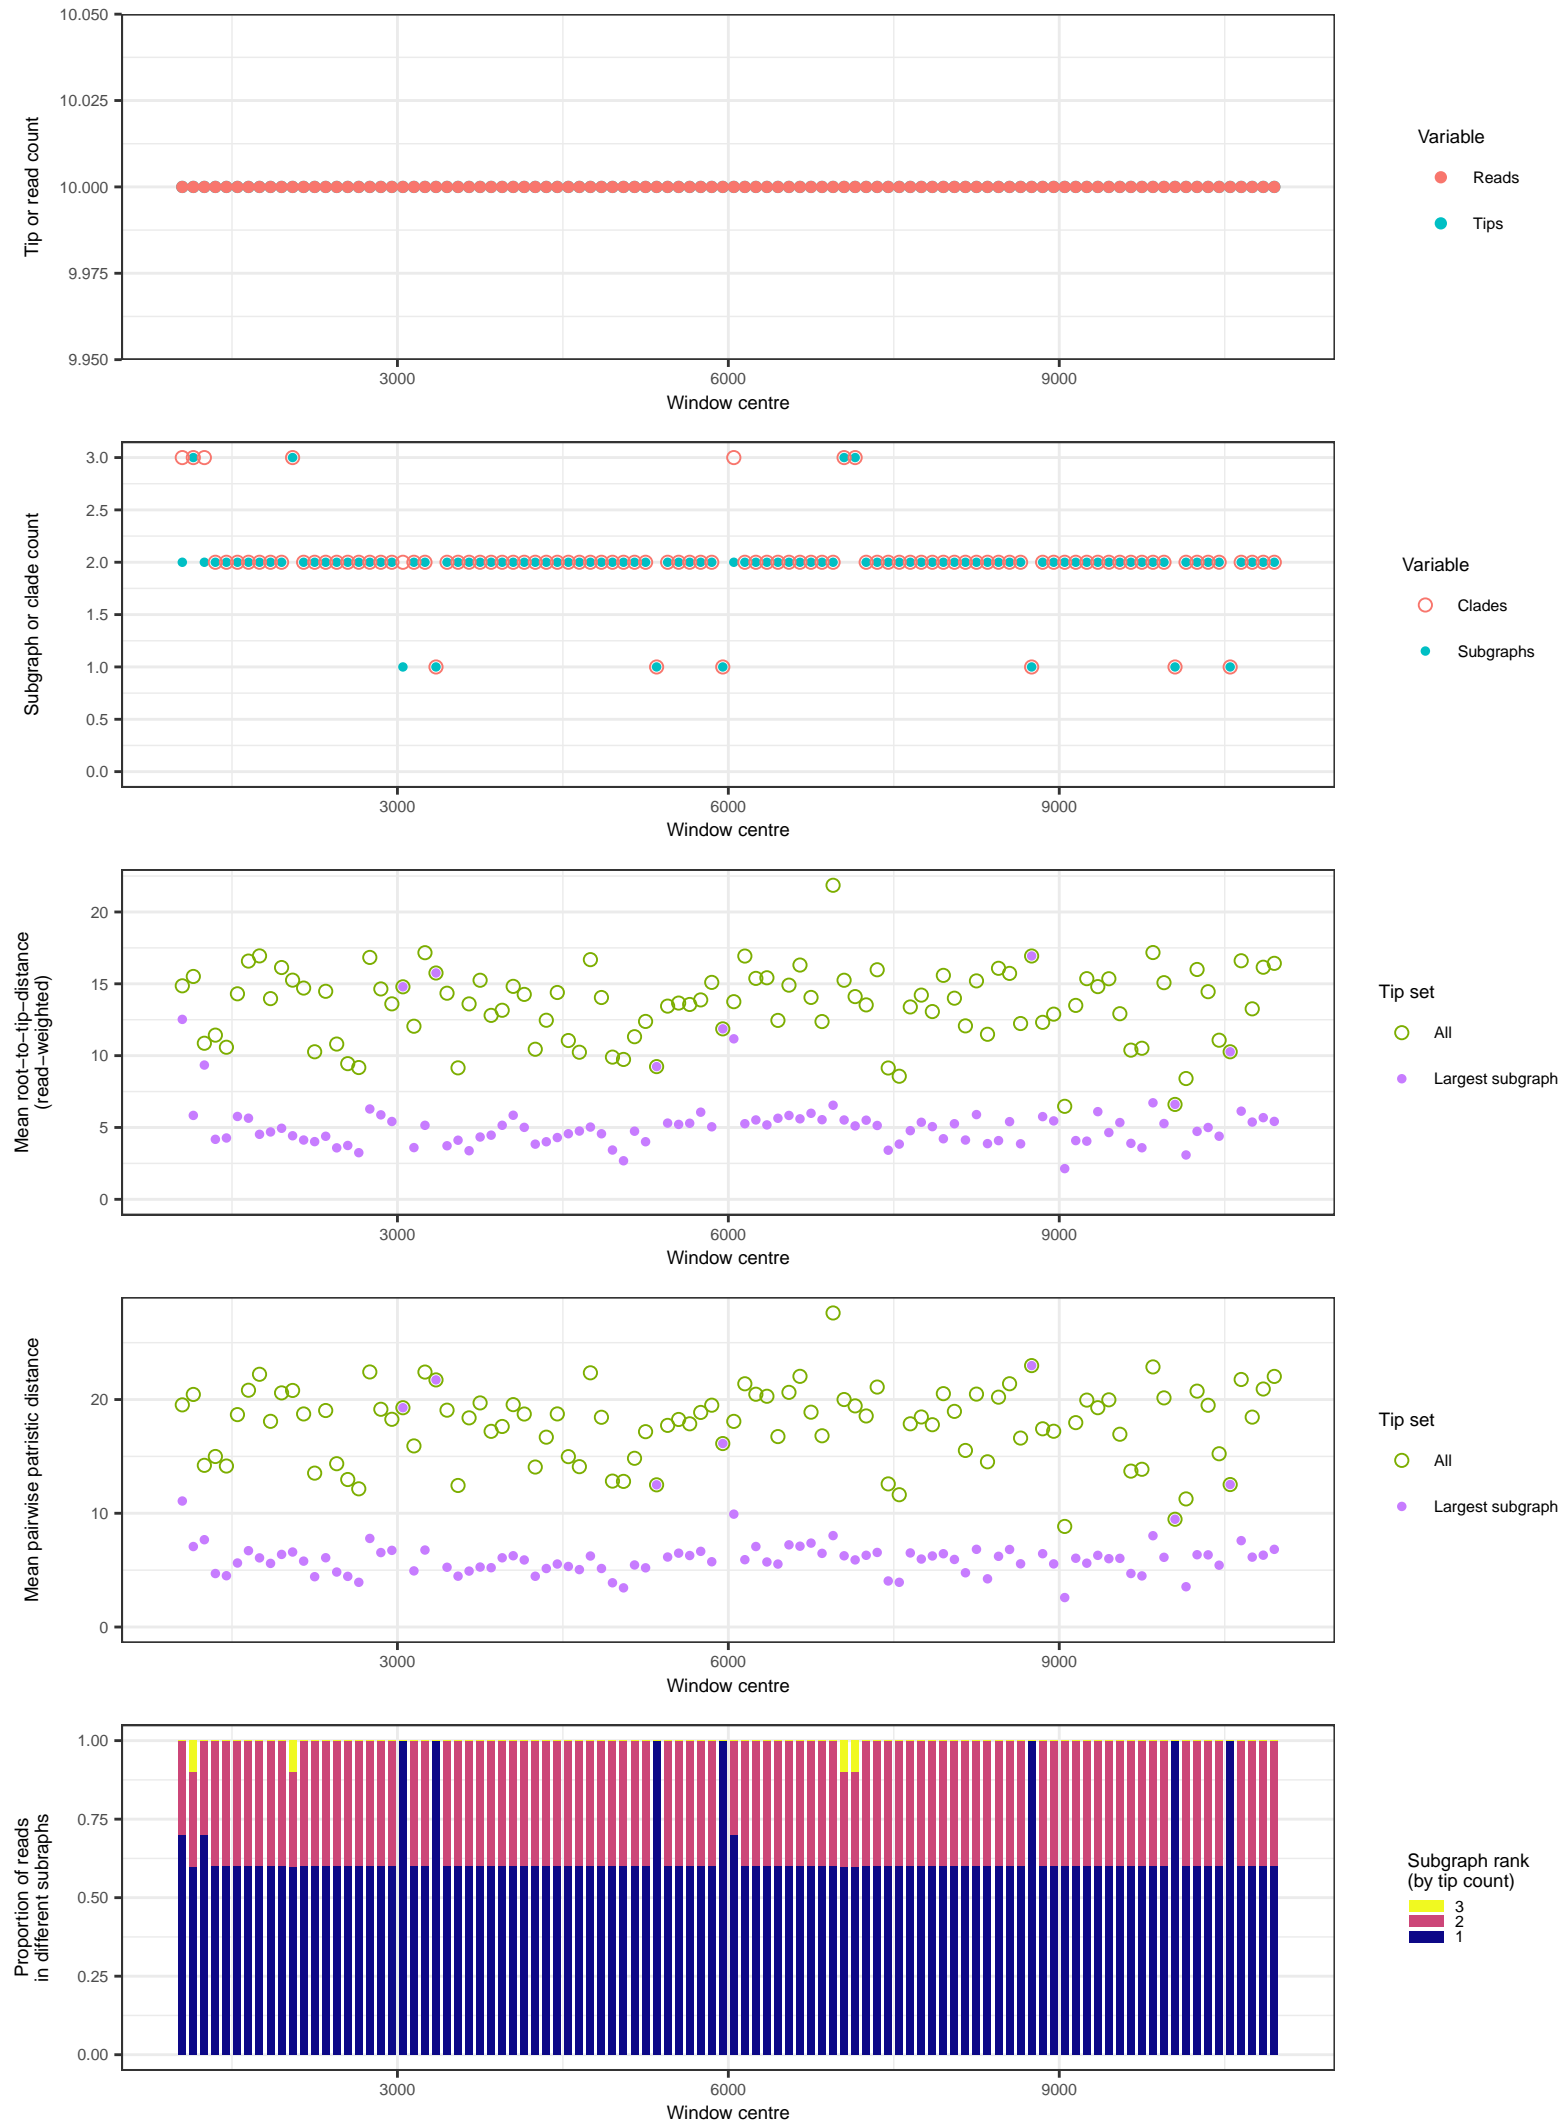 10.050
10.025
10.000
9.975
9.950
Tip or read count
3000
6000
9000
Window centre
Variable
Reads
Tips
3.0
2.5
2.0
1.5
1.0
0.5
0.0
Subgraph or clade count
3000
6000
9000
Window centre
Variable
Clades
Subgraphs
20
15
10
5
0
Mean root−to−tip−distance
(read−weighted)
3000
6000
9000
Window centre
Tip set
All
Largest subgraph
20
10
0
Mean pairwise patristic distance
3000
6000
9000
Window centre
Tip set
All
Largest subgraph
1.00
0.75
0.50
0.25
0.00
Proportion of reads
in different subraphs
3000
6000
9000
Window centre
Subgraph rank
(by tip count)
3
2
1